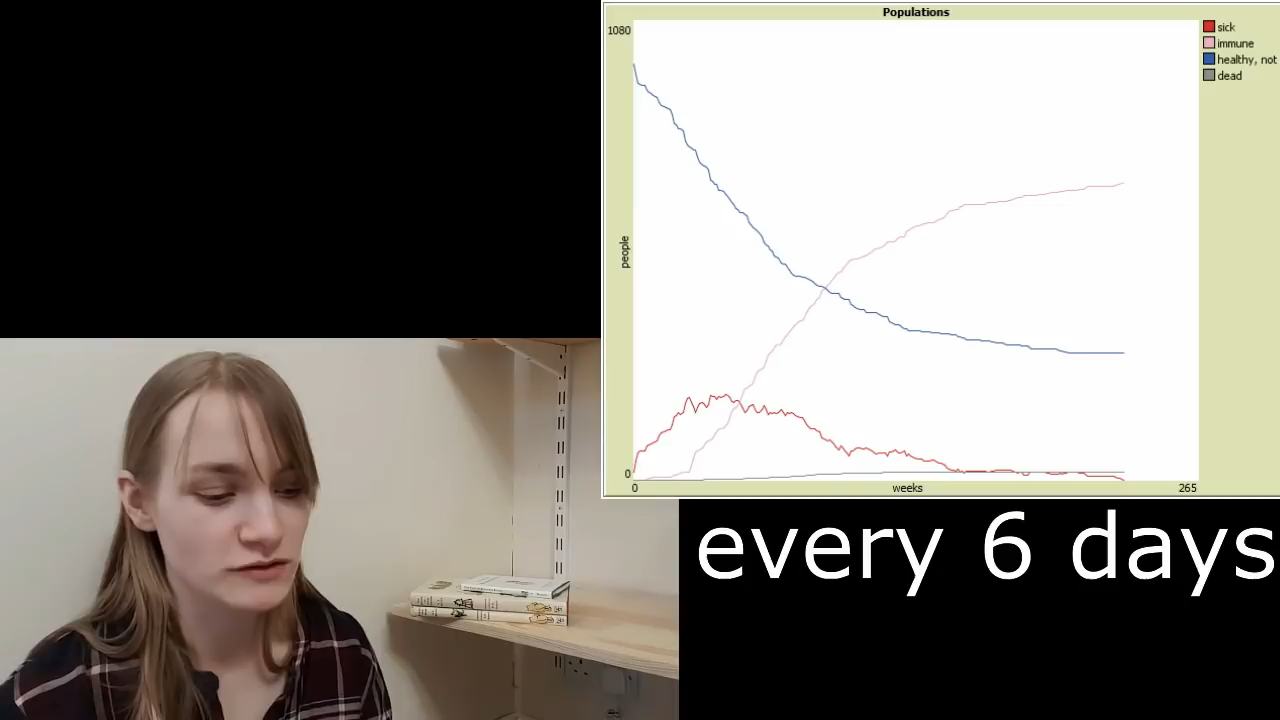 Populations
1080
people
0
0
weeks
265
sick
immune
healthy, not
dead
every 6 days